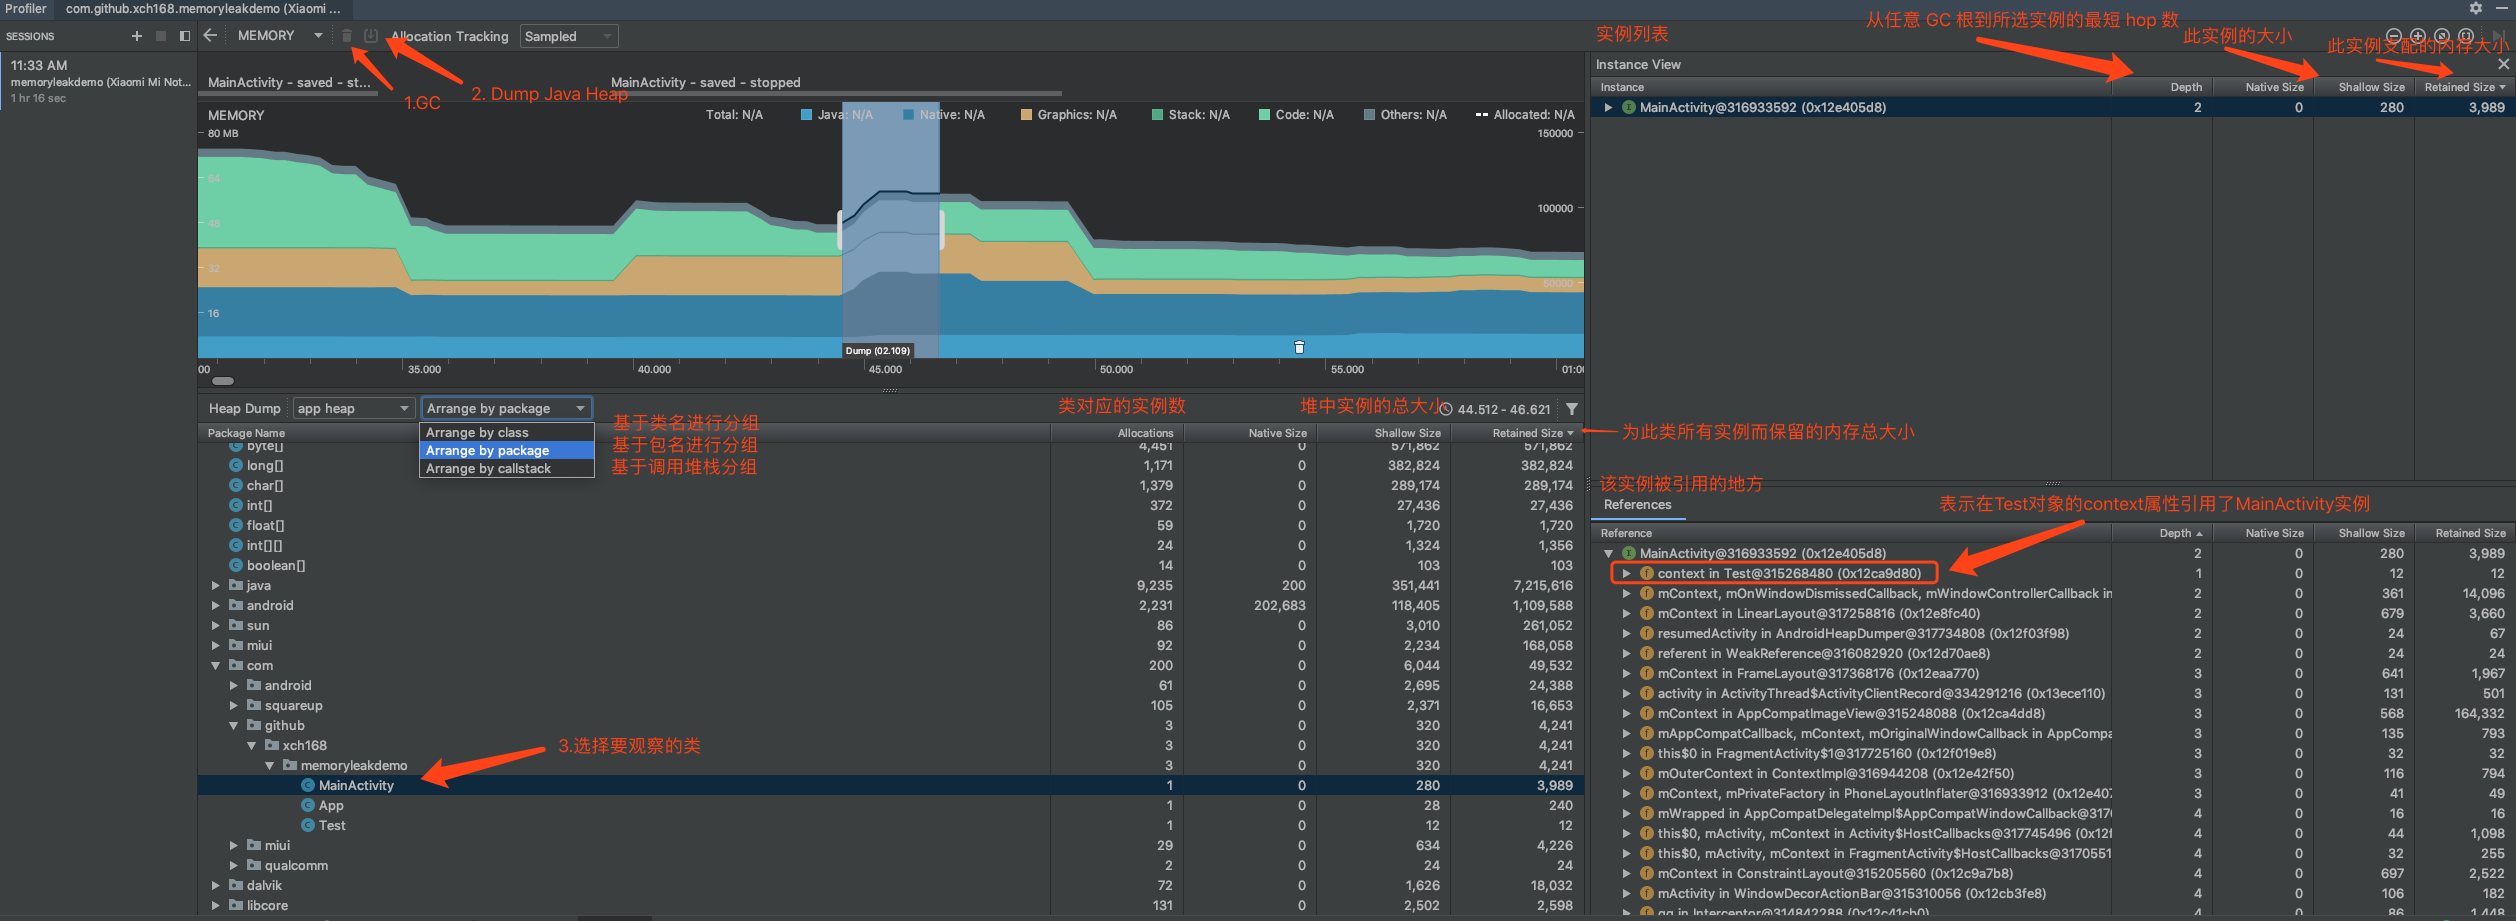 Profiler com.github.xch168.memoryleakdemo (Xiaomi ...
SESSIONS
11:33 AM
memoryleakdemo (Xiaomi Mi Not...
1 hr 16 sec
MEMORY
Allocation Tracking Sampled
1.GC
2. Dump Java Heap
MainActivity - saved - st...
MainActivity - saved - stopped
MEMORY
Total: N/A Java: N/A Native: N/A Graphics: N/A Stack: N/A Code: N/A Others: N/A Allocated: N/A
80 MB
64
48
32
16
150000
100000
50000
Dump (02.109)
00 35.000 40.000 45.000 50.000 55.000 01:0
Heap Dump app heap Arrange by package
Arrange by class
Arrange by package
Arrange by callstack
基于类名进行分组
基于包名进行分组
基于调用堆栈分组
类对应的实例数
堆中实例的总大小
44.512 - 46.621
为此类所有实例而保留的内存总大小
Package Name Allocations Native Size Shallow Size Retained Size
byte[] 4,451 0 571,862 571,862
long[] 1,171 0 382,824 382,824
char[] 1,379 0 289,174 289,174
int[] 372 0 27,436 27,436
float[] 59 0 1,720 1,720
int[][] 24 0 1,324 1,356
boolean[] 14 0 103 103
java 9,235 200 351,441 7,215,616
android 2,231 202,683 118,405 1,109,588
sun 86 0 3,010 261,052
miui 92 0 2,234 168,058
com 200 0 6,044 49,532
android 61 0 2,695 24,388
squareup 105 0 2,371 16,653
github 3 0 320 4,241
xch168 3 0 320 4,241
memoryleakdemo 3 0 320 4,241
MainActivity 1 0 280 3,989
App 1 0 28 240
Test 1 0 12 12
miui 29 0 634 4,226
qualcomm 2 0 24 24
dalvik 72 0 1,626 18,032
libcore 131 0 2,502 2,598
3.选择要观察的类
实例列表
从任意 GC 根到所选实例的最短 hop 数
此实例的大小
此实例支配的内存大小
Instance View
Instance Depth Native Size Shallow Size Retained Size
MainActivity@316933592 (0x12e405d8) 2 0 280 3,989
该实例被引用的地方
References
表示在Test对象的context属性引用了MainActivity实例
Reference Depth Native Size Shallow Size Retained Size
MainActivity@316933592 (0x12e405d8) 2 0 280 3,989
context in Test@315268480 (0x12ca9d80) 1 0 12 12
mContext, mOnWindowDismissedCallback, mWindowControllerCallback in 2 0 361 14,096
mContext in LinearLayout@317258816 (0x12e8fc40) 2 0 679 3,660
resumedActivity in AndroidHeapDumper@317734808 (0x12f03f98) 2 0 24 67
referent in WeakReference@316082920 (0x12d70ae8) 2 0 24 24
mContext in FrameLayout@317368176 (0x12eaa770) 3 0 641 1,967
activity in ActivityThread$ActivityClientRecord@334291216 (0x13ece110) 3 0 131 501
mContext in AppCompatImageView@315248088 (0x12ca4dd8) 3 0 568 164,332
mAppCompatCallback, mContext, mOriginalWindowCallback in AppCompa 3 0 135 793
this$0 in FragmentActivity$1@317725160 (0x12f019e8) 3 0 32 32
mOuterContext in ContextImpl@316944208 (0x12e42f50) 3 0 116 794
mContext, mPrivateFactory in PhoneLayoutInflater@316933912 (0x12e407 3 0 41 49
mWrapped in AppCompatDelegateImpl$AppCompatWindowCallback@317 4 0 16 16
this$0, mActivity, mContext in Activity$HostCallbacks@317745496 (0x12f 4 0 44 1,098
this$0, mActivity, mContext in FragmentActivity$HostCallbacks@3170551 4 0 32 255
mContext in ConstraintLayout@315205560 (0x12c9a7b8) 4 0 697 2,522
mActivity in WindowDecorActionBar@315310056 (0x12cb3fe8) 4 0 106 182
in Interceptor@314842288 (0x12c41cb0) 4 0 86 1,448